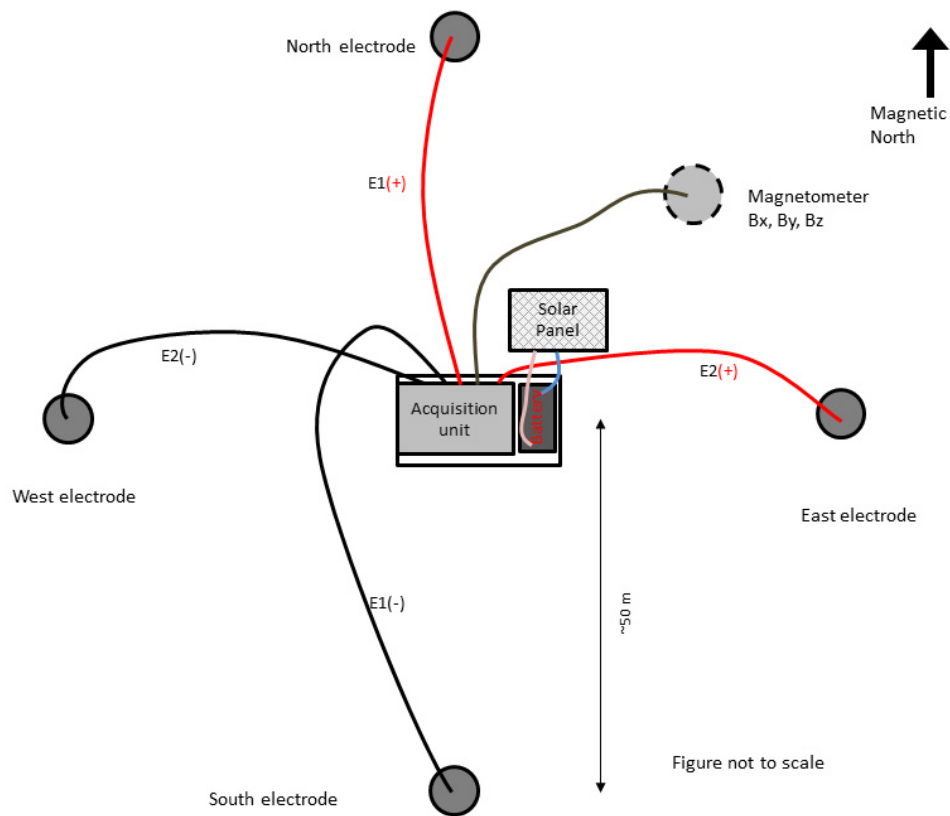 North electrode
Magnetic
North
E1(+)
Magnetometer
Bx, By, Bz
Solar
Panel
E2(-)
E2(+)
Acquisition
unit
Battery
West electrode
East electrode
E1(-)
~50 m
Figure not to scale
South electrode